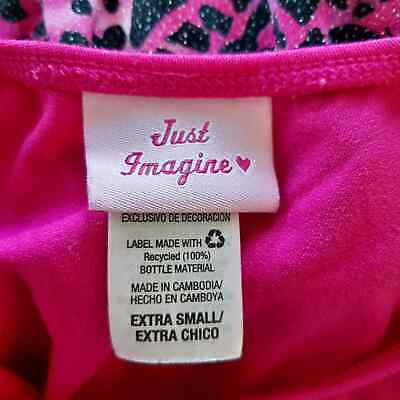 Just
Imagine♥
EXCLUSIVO DE DECORACION
LABEL MADE WITH ♻
Recycled (100%)
BOTTLE MATERIAL
MADE IN CAMBODIA/
HECHO EN CAMBOYA
EXTRA SMALL/
EXTRA CHICO